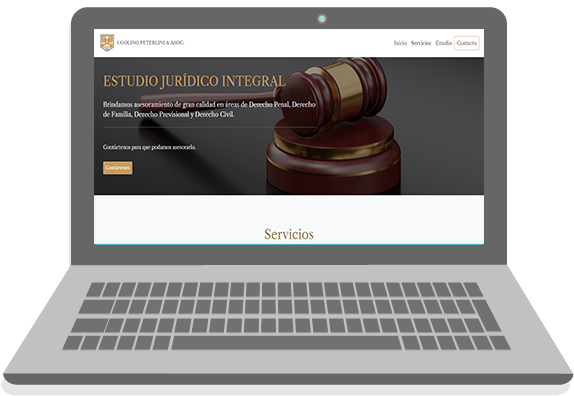 UGOLINO PETERLINI & ASOC.
Inicio Servicios Estudio Contacto
ESTUDIO JURÍDICO INTEGRAL
Brindamos asesoramiento de gran calidad en áreas de Derecho Penal, Derecho
de Familia, Derecho Previsional y Derecho Civil.
Contáctenos para que podamos asesorarlo.
Contáctenos
Servicios